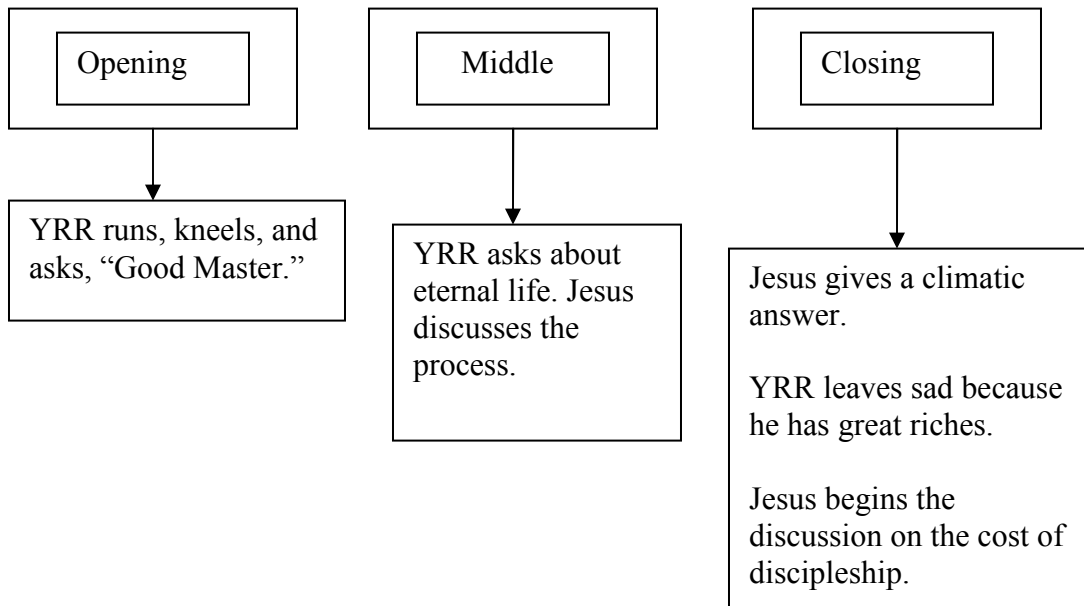 Opening
YRR runs, kneels, and
asks, “Good Master.”
Middle
YRR asks about
eternal life. Jesus
discusses the
process.
Closing
Jesus gives a climatic
answer.
YRR leaves sad because
he has great riches.
Jesus begins the
discussion on the cost of
discipleship.